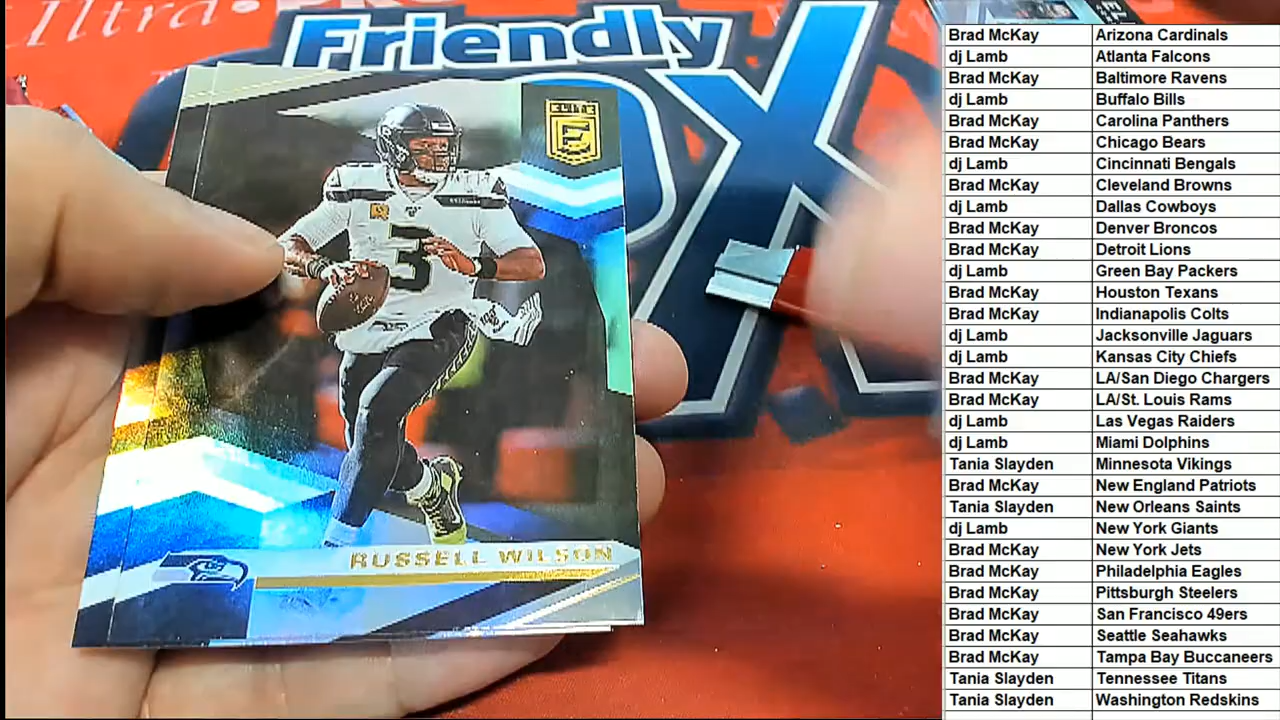 Ultra PRO
Friendly
OX
ELITE
E
3
RUSSELL WILSON
Brad McKay Arizona Cardinals
dj Lamb Atlanta Falcons
Brad McKay Baltimore Ravens
dj Lamb Buffalo Bills
Brad McKay Carolina Panthers
Brad McKay Chicago Bears
dj Lamb Cincinnati Bengals
Brad McKay Cleveland Browns
dj Lamb Dallas Cowboys
Brad McKay Denver Broncos
Brad McKay Detroit Lions
dj Lamb Green Bay Packers
Brad McKay Houston Texans
Brad McKay Indianapolis Colts
dj Lamb Jacksonville Jaguars
dj Lamb Kansas City Chiefs
Brad McKay LA/San Diego Chargers
Brad McKay LA/St. Louis Rams
dj Lamb Las Vegas Raiders
dj Lamb Miami Dolphins
Tania Slayden Minnesota Vikings
Brad McKay New England Patriots
Tania Slayden New Orleans Saints
dj Lamb New York Giants
Brad McKay New York Jets
Brad McKay Philadelphia Eagles
Brad McKay Pittsburgh Steelers
Brad McKay San Francisco 49ers
Brad McKay Seattle Seahawks
Brad McKay Tampa Bay Buccaneers
Tania Slayden Tennessee Titans
Tania Slayden Washington Redskins